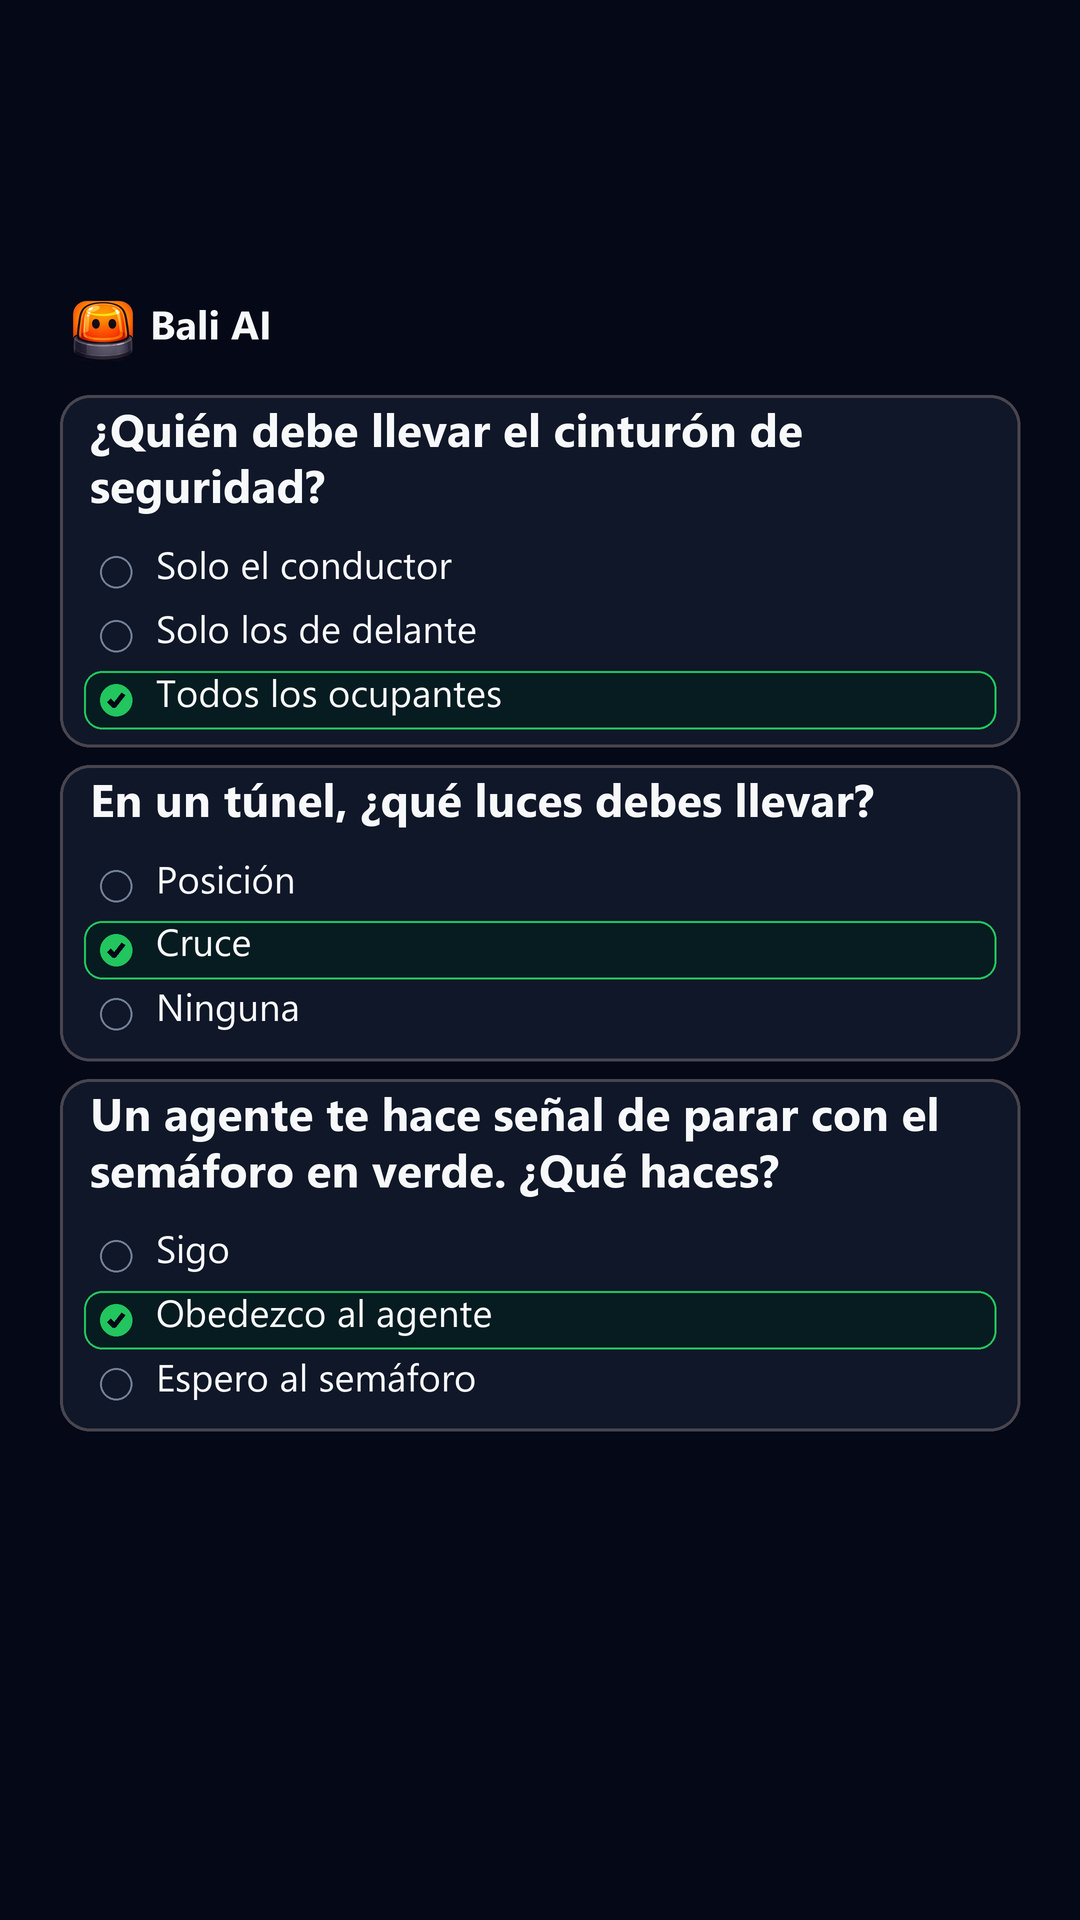 Bali AI
¿Quién debe llevar el cinturón de
seguridad?
Solo el conductor
Solo los de delante
Todos los ocupantes
En un túnel, ¿qué luces debes llevar?
Posición
Cruce
Ninguna
Un agente te hace señal de parar con el
semáforo en verde. ¿Qué haces?
Sigo
Obedezco al agente
Espero al semáforo